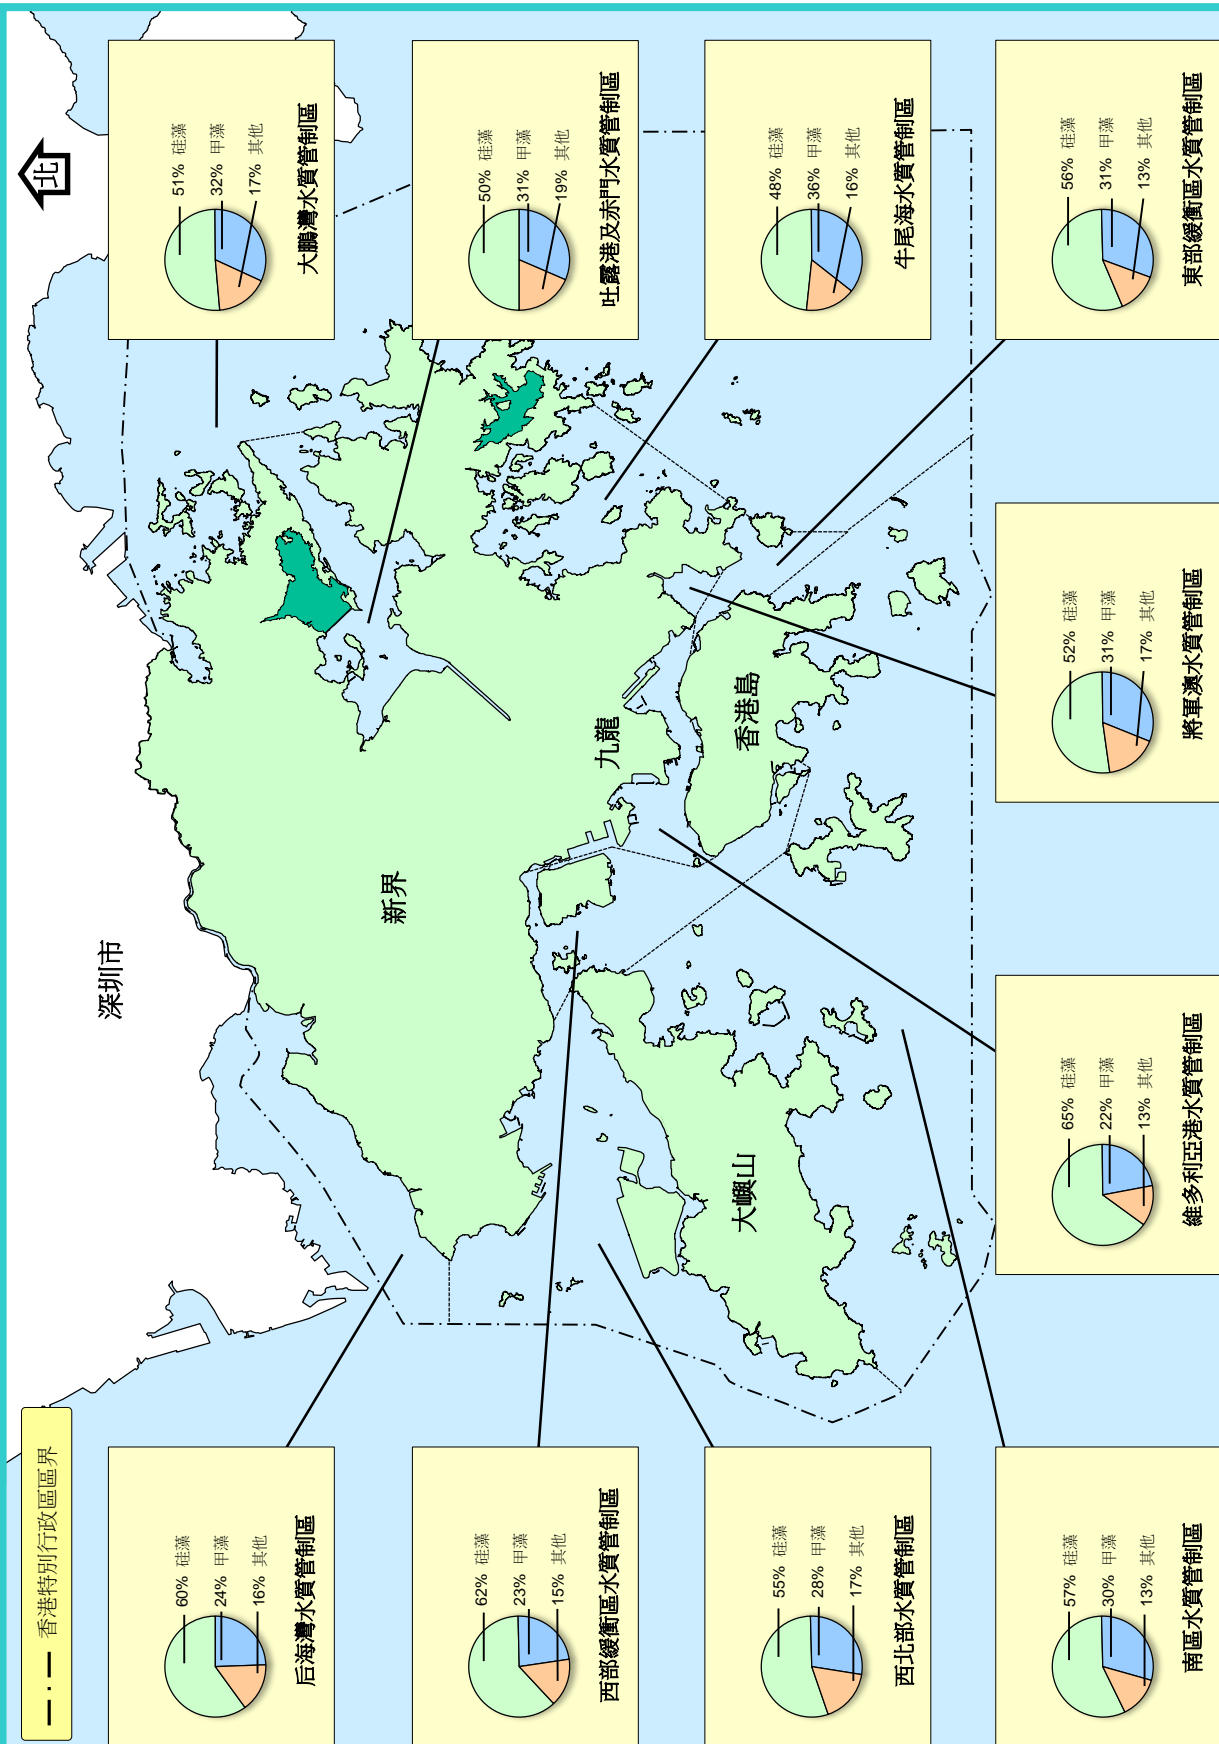 香港特別行政區區界
北
深圳市
新界
九龍
香港島
大嶼山
60% 硅藻
24% 甲藻
16% 其他
后海灣水質管制區
51% 硅藻
32% 甲藻
17% 其他
大鵬灣水質管制區
62% 硅藻
23% 甲藻
15% 其他
西部緩衝區水質管制區
50% 硅藻
31% 甲藻
19% 其他
吐露港及赤門水質管制區
55% 硅藻
28% 甲藻
17% 其他
西北部水質管制區
48% 硅藻
36% 甲藻
16% 其他
牛尾海水質管制區
57% 硅藻
30% 甲藻
13% 其他
南區水質管制區
65% 硅藻
22% 甲藻
13% 其他
維多利亞港水質管制區
52% 硅藻
31% 甲藻
17% 其他
將軍澳水質管制區
56% 硅藻
31% 甲藻
13% 其他
東部緩衝區水質管制區